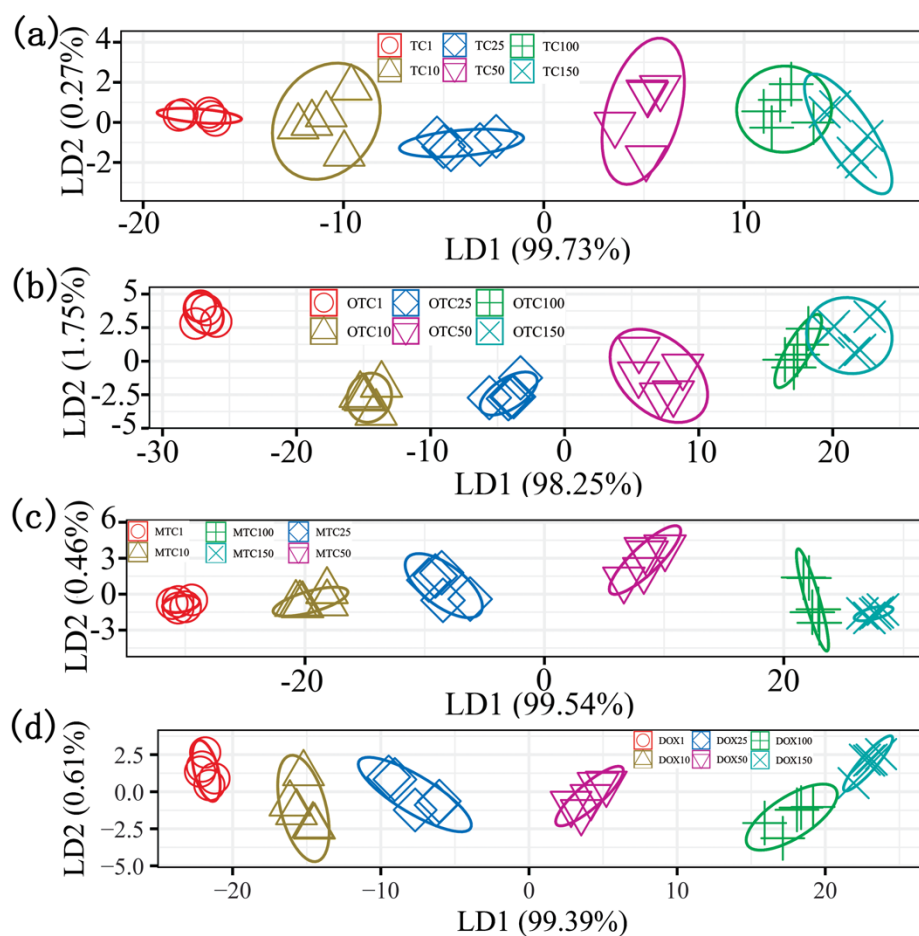 (a)
TC1 TC25 TC100
TC10 TC50 TC150
4
2
0
-2
LD2 (0.27%)
-20 -10 0 10
LD1 (99.73%)
(b)
OTC1 OTC25 OTC100
OTC10 OTC50 OTC150
5
2.5
0
-2.5
-5
LD2 (1.75%)
-30 -20 -10 0 10 20
LD1 (98.25%)
(c)
MTC1 MTC100 MTC25
MTC10 MTC150 MTC50
6
3
0
-3
LD2 (0.46%)
-20 0 20
LD1 (99.54%)
(d)
DOX1 DOX25 DOX100
DOX10 DOX50 DOX150
2.5
0.0
-2.5
-5.0
LD2 (0.61%)
-20 -10 0 10 20
LD1 (99.39%)